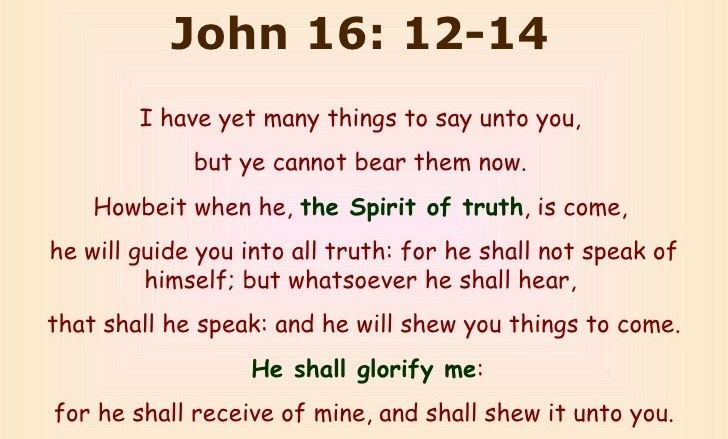 John 16: 12-14
I have yet many things to say unto you,
but ye cannot bear them now.
Howbeit when he, the Spirit of truth, is come,
he will guide you into all truth: for he shall not speak of
himself; but whatsoever he shall hear,
that shall he speak: and he will shew you things to come.
He shall glorify me:
for he shall receive of mine, and shall shew it unto you.